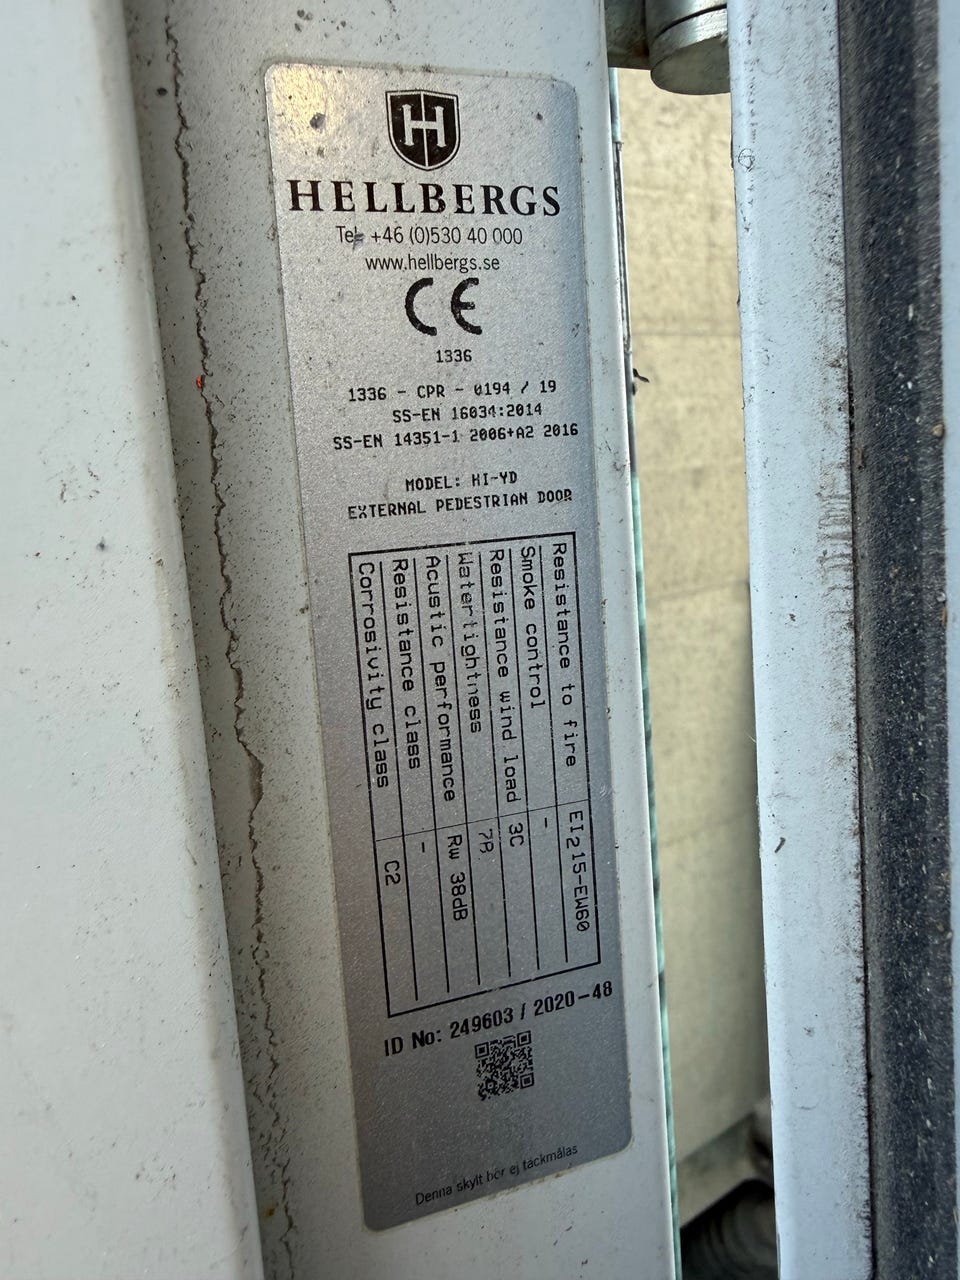 H
HELLBERGS
Tel. +46 (0)530 40 000
www.hellbergs.se
CE
1336
1336 - CPR - 0194 / 19
SS-EN 16034:2014
SS-EN 14351-1 2006+A2 2016
MODEL: HI-YD
EXTERNAL PEDESTRIAN DOOR
Resistance to fire EI₂15-EW60
Smoke control -
Resistance wind load 3C
Watertightness
Acustic performance Rw 38dB
Resistance class -
Corrosivity class C2
ID No: 249603 / 2020-48
Denna skylt bör ej täckmålas